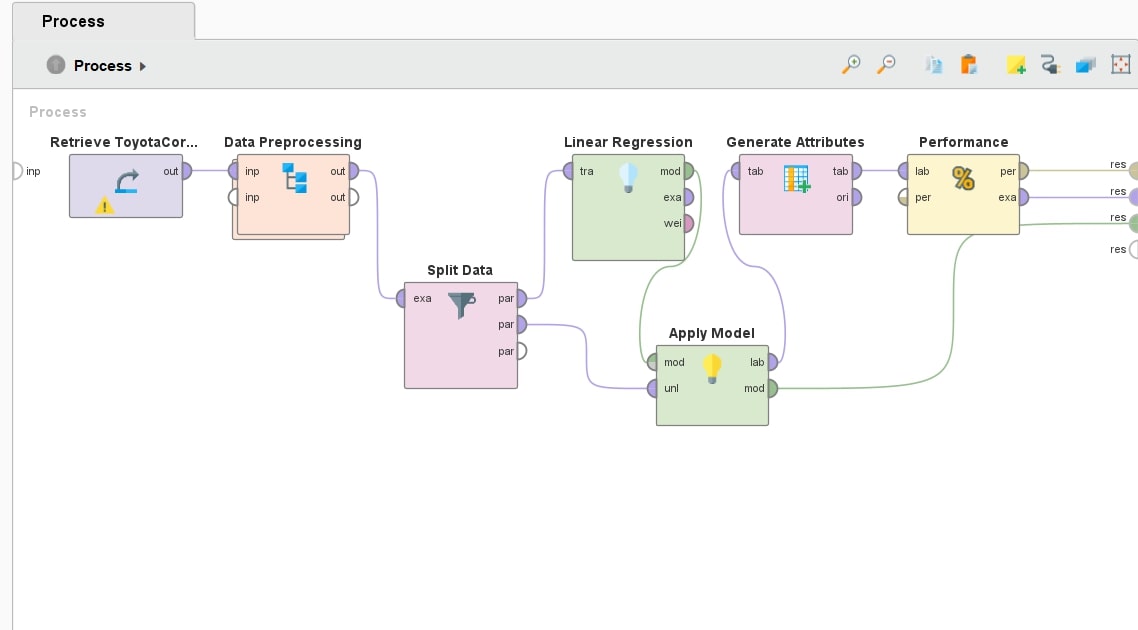 Process
Process
Process
Retrieve ToyotaCor...
Data Preprocessing
Linear Regression
Generate Attributes
Performance
inp
out
inp
out
inp
out
tra
mod
exa
wei
tab
tab
ori
lab
per
per
exa
res
res
res
res
Split Data
exa
par
par
par
Apply Model
mod
lab
unl
mod